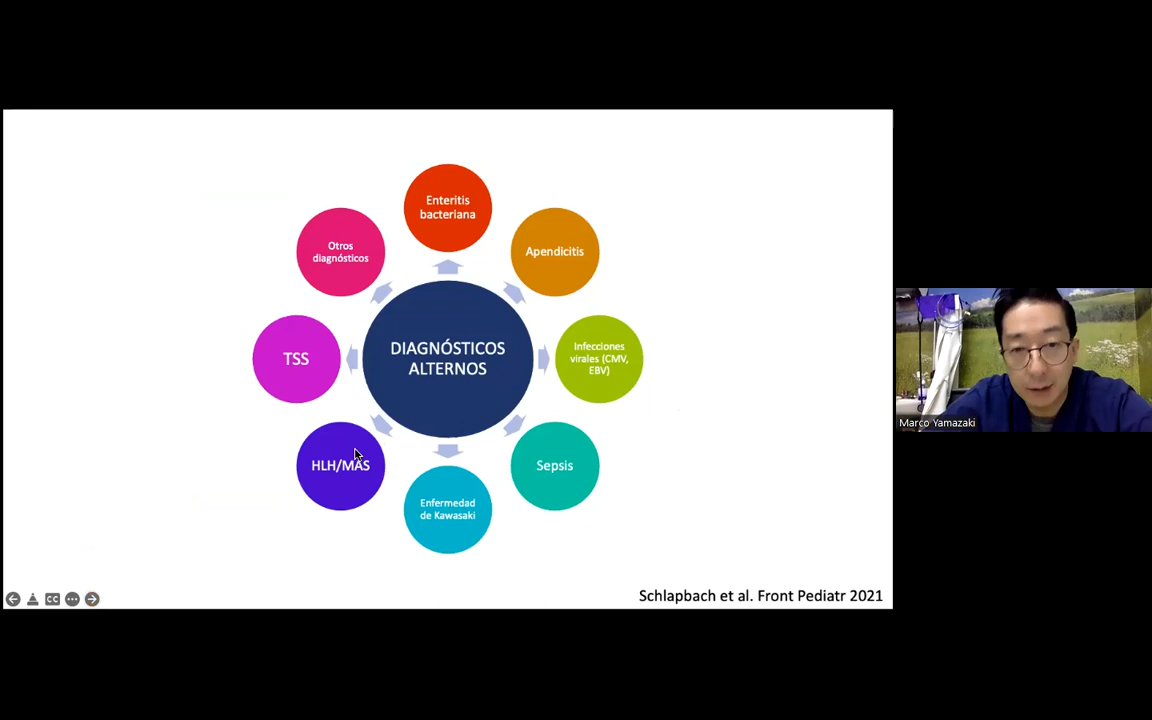 Enteritis
bacteriana
Apendicitis
Infecciones
virales (CMV,
EBV)
Sepsis
Enfermedad
de Kawasaki
HLH/MAS
TSS
Otros
diagnósticos
DIAGNÓSTICOS
ALTERNOS
Schlapbach et al. Front Pediatr 2021
CC
Marco Yamazaki